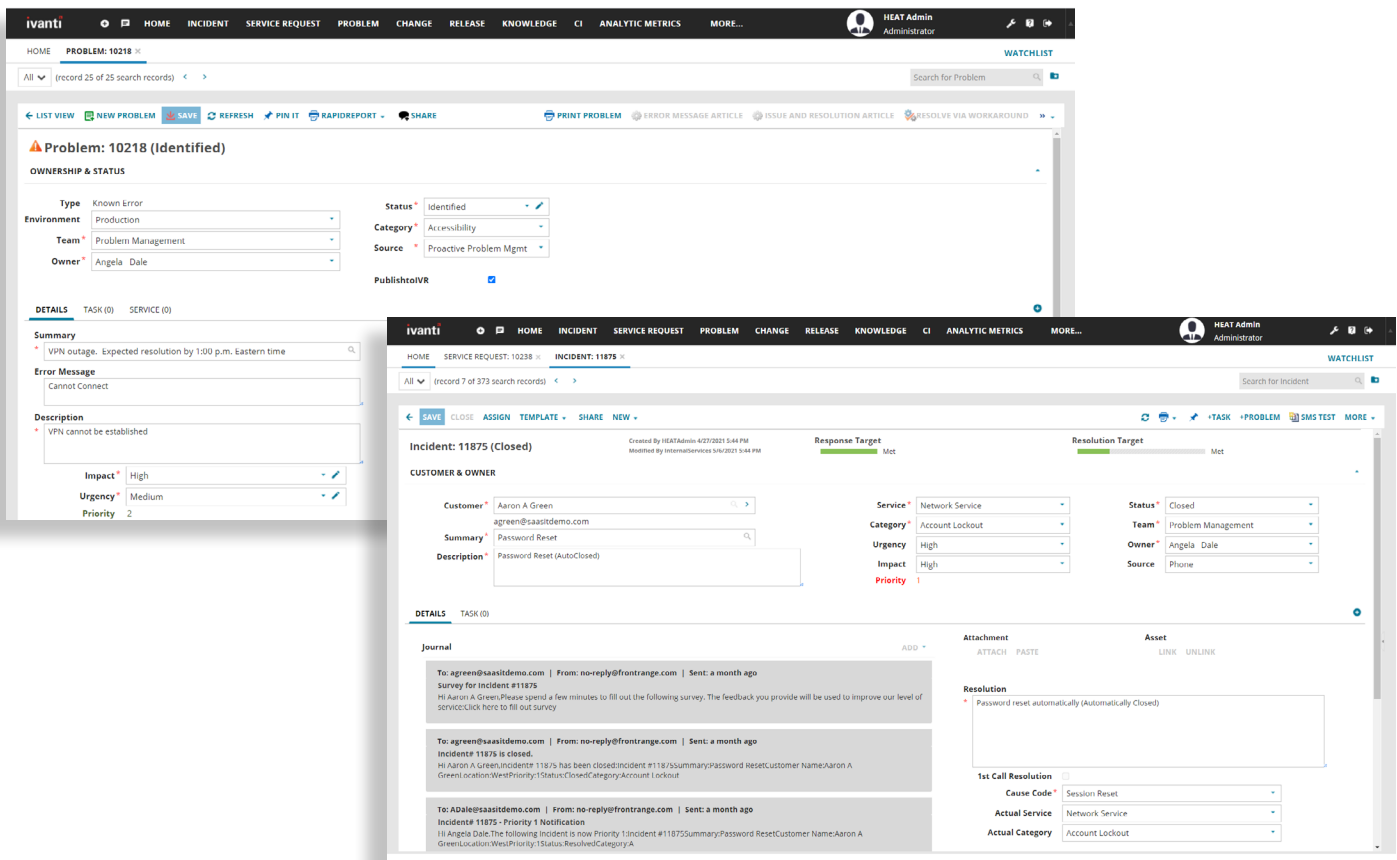 ivanti HOME INCIDENT SERVICE REQUEST PROBLEM CHANGE RELEASE KNOWLEDGE CI ANALYTIC METRICS MORE... HEAT Admin
Administrator
HOME PROBLEM: 10218 × WATCHLIST
All (record 25 of 25 search records) < > Search for Problem
LIST VIEW NEW PROBLEM SAVE REFRESH PIN IT RAPIDREPORT SHARE PRINT PROBLEM ERROR MESSAGE ARTICLE ISSUE AND RESOLUTION ARTICLE RESOLVE VIA WORKAROUND »
Problem: 10218 (Identified)
OWNERSHIP & STATUS
Type Known Error
Environment Production
Team * Problem Management
Owner * Angela Dale
Status * Identified
Category * Accessibility
Source * Proactive Problem Mgmt
PublishtoIVR
DETAILS TASK (0) SERVICE (0)
Summary
* VPN outage. Expected resolution by 1:00 p.m. Eastern time
Error Message
Cannot Connect
Description
* VPN cannot be established
Impact * High
Urgency * Medium
Priority 2
ivanti HOME INCIDENT SERVICE REQUEST PROBLEM CHANGE RELEASE KNOWLEDGE CI ANALYTIC METRICS MORE... HEAT Admin
Administrator
HOME SERVICE REQUEST: 10238 × INCIDENT: 11875 × WATCHLIST
All (record 7 of 373 search records) < > Search for Incident
SAVE CLOSE ASSIGN TEMPLATE SHARE NEW +TASK +PROBLEM SMS TEST MORE
Incident: 11875 (Closed)
Created By HEATAdmin 4/27/2021 5:44 PM
Modified By InternalServices 5/6/2021 5:44 PM
Response Target
Met
Resolution Target
Met
CUSTOMER & OWNER
Customer * Aaron A Green
agreen@saasitdemo.com
Summary * Password Reset
Description * Password Reset (AutoClosed)
Service * Network Service
Category * Account Lockout
Urgency High
Impact High
Priority 1
Status * Closed
Team * Problem Management
Owner * Angela Dale
Source Phone
DETAILS TASK (0)
Journal ADD
To: agreen@saasitdemo.com | From: no-reply@frontrange.com | Sent: a month ago
Survey for Incident #11875
Hi Aaron A Green,Please spend a few minutes to fill out the following survey. The feedback you provide will be used to improve our level of
service:Click here to fill out survey
To: agreen@saasitdemo.com | From: no-reply@frontrange.com | Sent: a month ago
Incident# 11875 is closed.
Hi Aaron A Green,Incident# 11875 has been closed:Incident #11875Summary:Password ResetCustomer Name:Aaron A
GreenLocation:WestPriority:1Status:ClosedCategory:Account Lockout
To: ADale@saasitdemo.com | From: no-reply@frontrange.com | Sent: a month ago
Incident# 11875 - Priority 1 Notification
Hi Angela Dale,The following Incident is now Priority 1:Incident #11875Summary:Password ResetCustomer Name:Aaron A
GreenLocation:WestPriority:1Status:ResolvedCategory:A
Attachment
ATTACH PASTE
Asset
LINK UNLINK
Resolution
* Password reset automatically (Automatically Closed)
1st Call Resolution
Cause Code * Session Reset
Actual Service Network Service
Actual Category Account Lockout